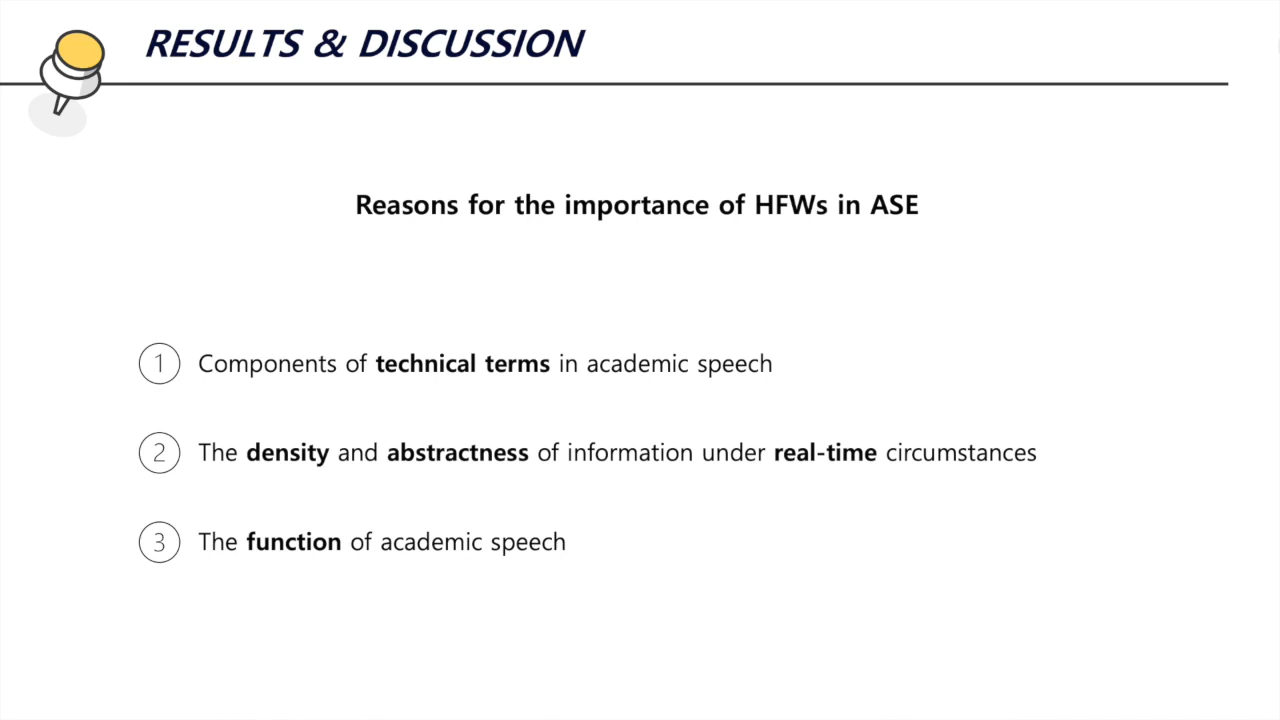 RESULTS & DISCUSSION
Reasons for the importance of HFWs in ASE
1 Components of technical terms in academic speech
2 The density and abstractness of information under real-time circumstances
3 The function of academic speech